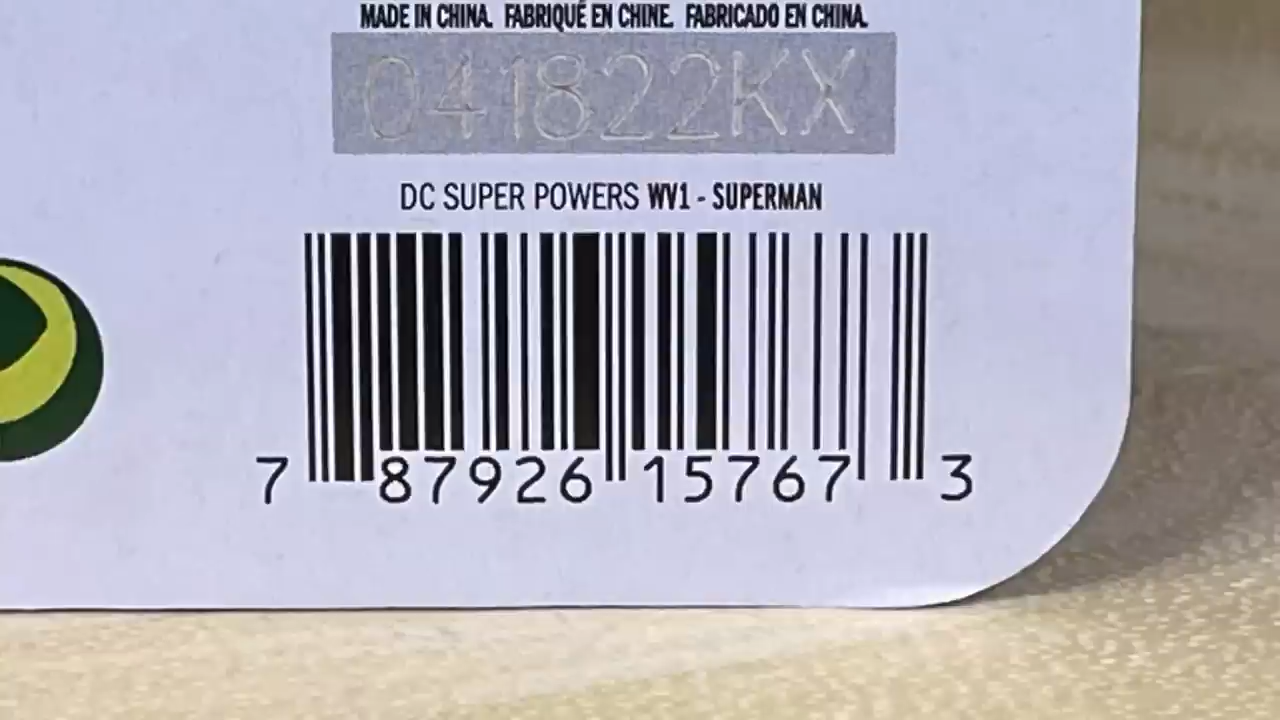 MADE IN CHINA. FABRIQUÉ EN CHINE. FABRICADO EN CHINA.
041822KX
DC SUPER POWERS WV1 - SUPERMAN
7 87926 15767 3